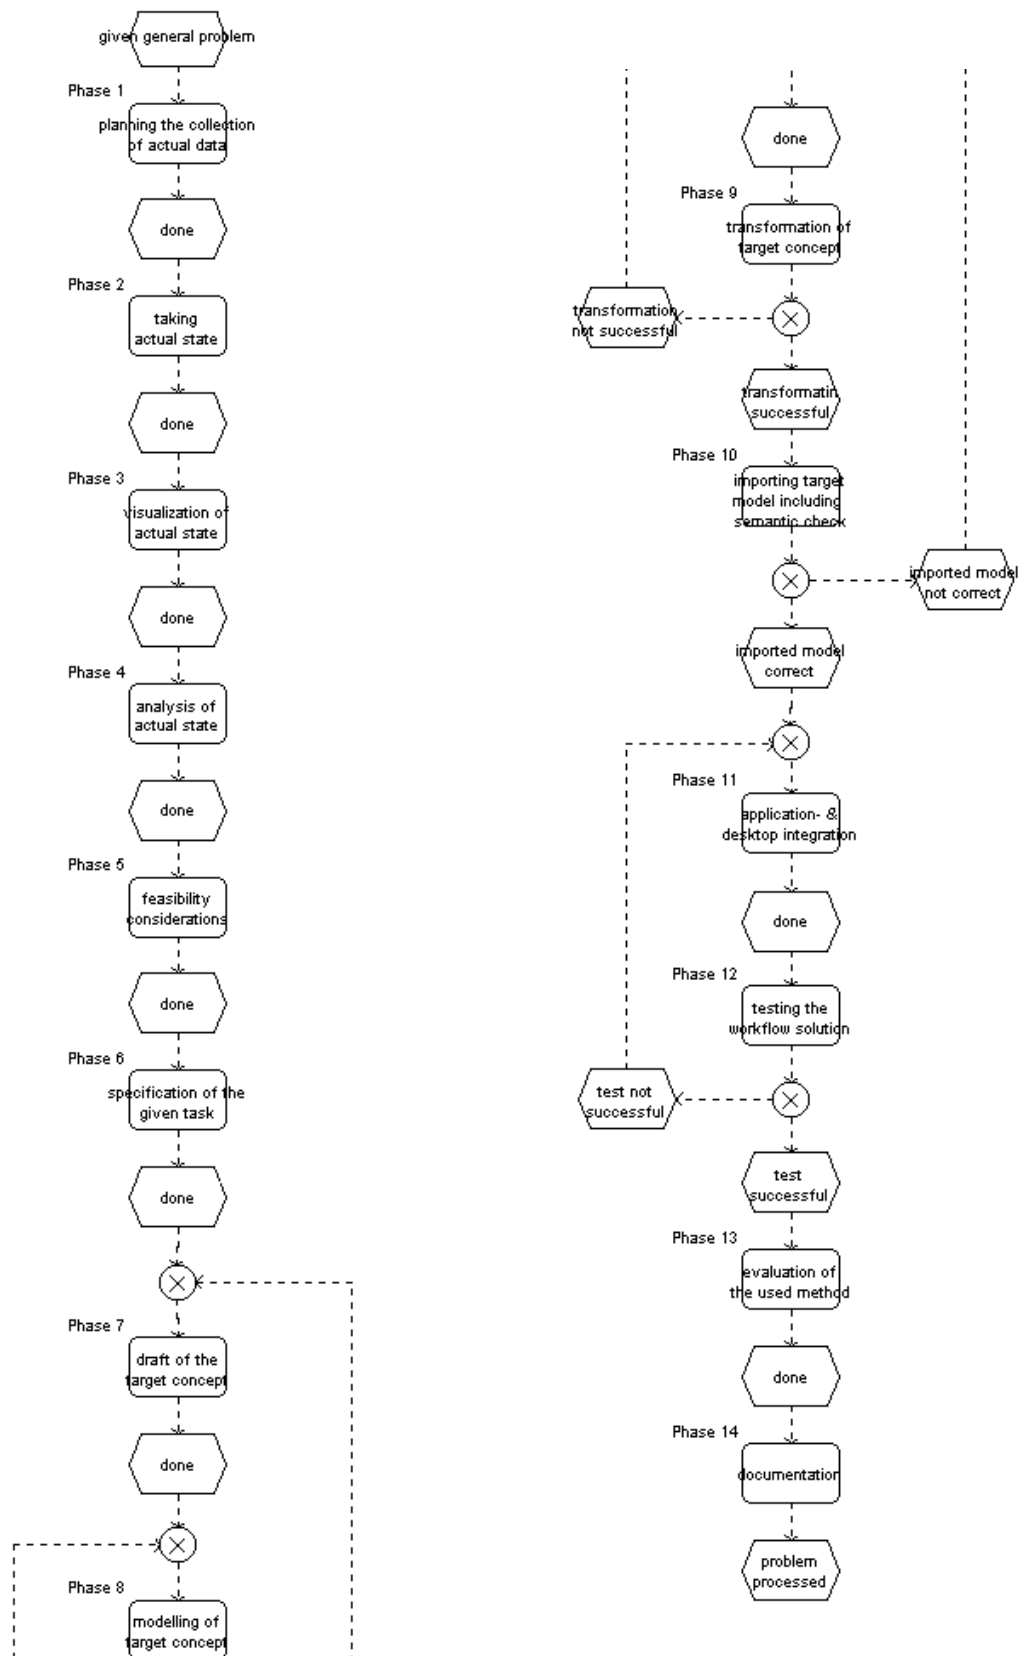 given general problem
Phase 1
planning the collection
of actual data
done
Phase 2
taking
actual state
done
Phase 3
visualization of
actual state
done
Phase 4
analysis of
actual state
done
Phase 5
feasibility
considerations
done
Phase 6
specification of the
given task
done
Phase 7
draft of the
target concept
done
Phase 8
modelling of
target concept
done
Phase 9
transformation of
target concept
transformation
not successful
transformatin
successful
Phase 10
importing target
model including
semantic check
imported model
not correct
imported model
correct
Phase 11
application- &
desktop integration
done
Phase 12
testing the
workflow solution
test not
successful
test
successful
Phase 13
evaluation of
the used method
done
Phase 14
documentation
problem
processed